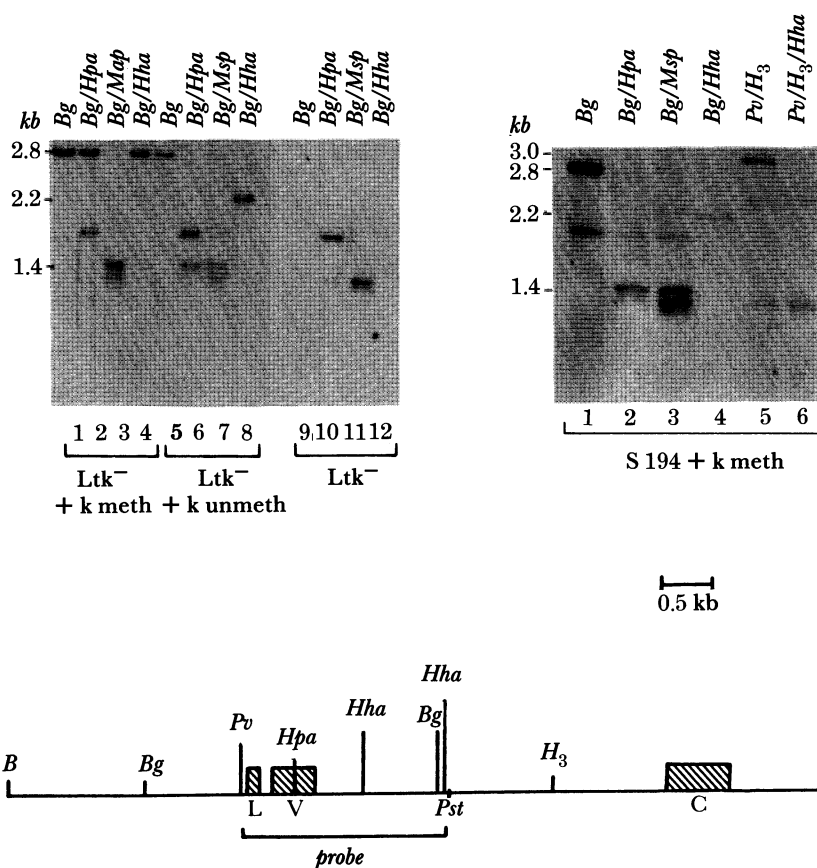 kb
Bg
Bg/Hpa
Bg/Map
Bg/Hha
Bg
Bg/Hpa
Bg/Msp
Bg/Hha
Bg
Bg/Hpa
Bg/Msp
Bg/Hha
2.8
2.2
1.4
1 2 3 4 5 6 7 8 9 10 11 12
Ltk⁻
+ k meth
Ltk⁻
+ k unmeth
Ltk⁻
kb
Bg
Bg/Hpa
Bg/Msp
Bg/Hha
Pv/H₃
Pv/H₃/Hha
3.0
2.8
2.2
1.4
1 2 3 4 5 6
S 194 + k meth
0.5 kb
B
Bg
Pv
Hpa
Hha
Bg
Hha
H₃
L
V
Pst
C
probe